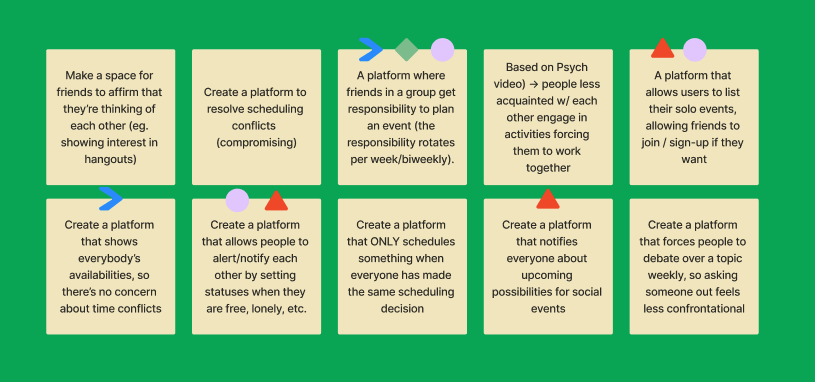 Make a space for
friends to affirm that
they're thinking of
each other (eg.
showing interest in
hangouts)
Create a platform to
resolve scheduling
conflicts
(compromising)
A platform where
friends in a group get
responsibility to plan
an event (the
responsibility rotates
per week/biweekly).
Based on Psych
video) → people less
acquainted w/ each
other engage in
activities forcing
them to work
together
A platform that
allows users to list
their solo events,
allowing friends to
join / sign-up if they
want
Create a platform
that shows
everybody's
availabilities, so
there's no concern
about time conflicts
Create a platform
that allows people to
alert/notify each
other by setting
statuses when they
are free, lonely, etc.
Create a platform
that ONLY schedules
something when
everyone has made
the same scheduling
decision
Create a platform
that notifies
everyone about
upcoming
possibilities for social
events
Create a platform
that forces people to
debate over a topic
weekly, so asking
someone out feels
less confrontational